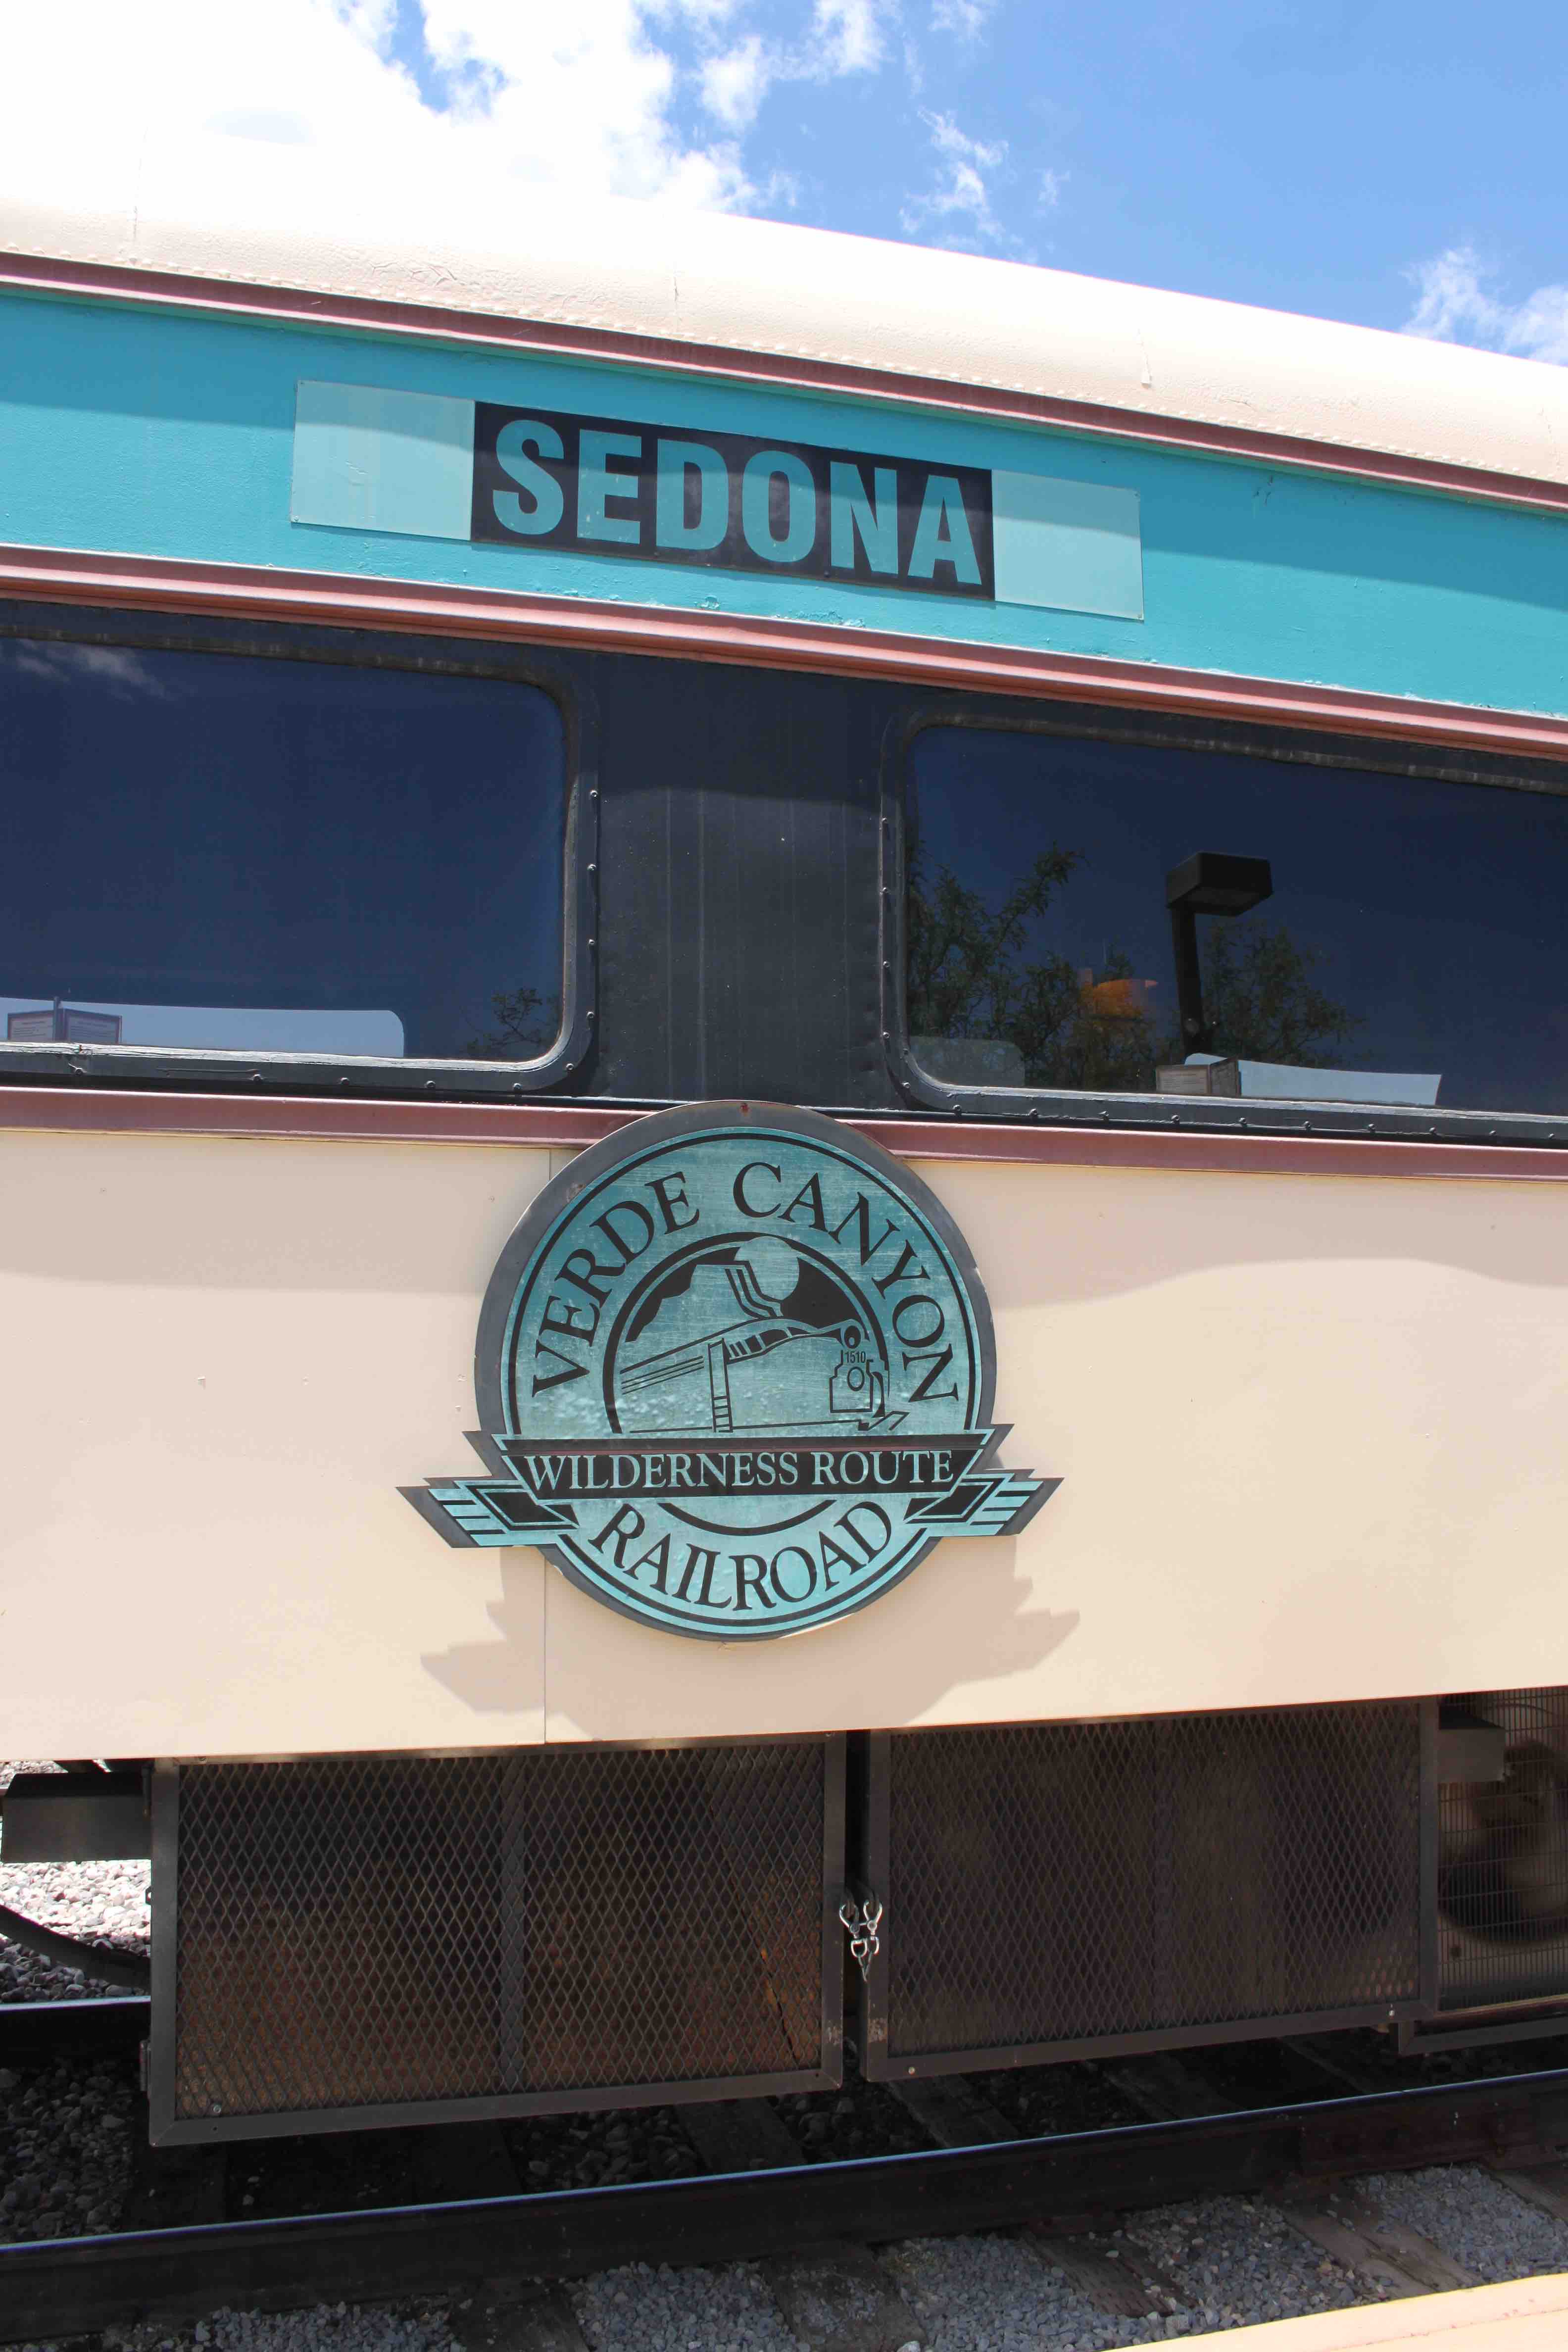 SEDONA
VERDE CANYON
1510
WILDERNESS ROUTE
RAILROAD